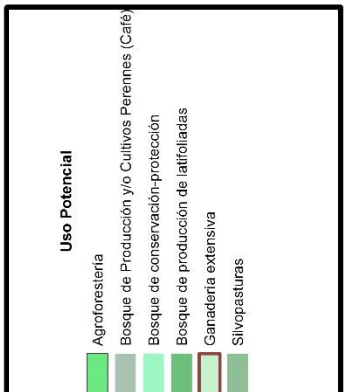 Uso Potencial
Agroforestería
Bosque de Producción y/o Cultivos Perennes (Café)
Bosque de conservación-protección
Bosque de producción de latifoliadas
Ganadería extensiva
Silvopasturas